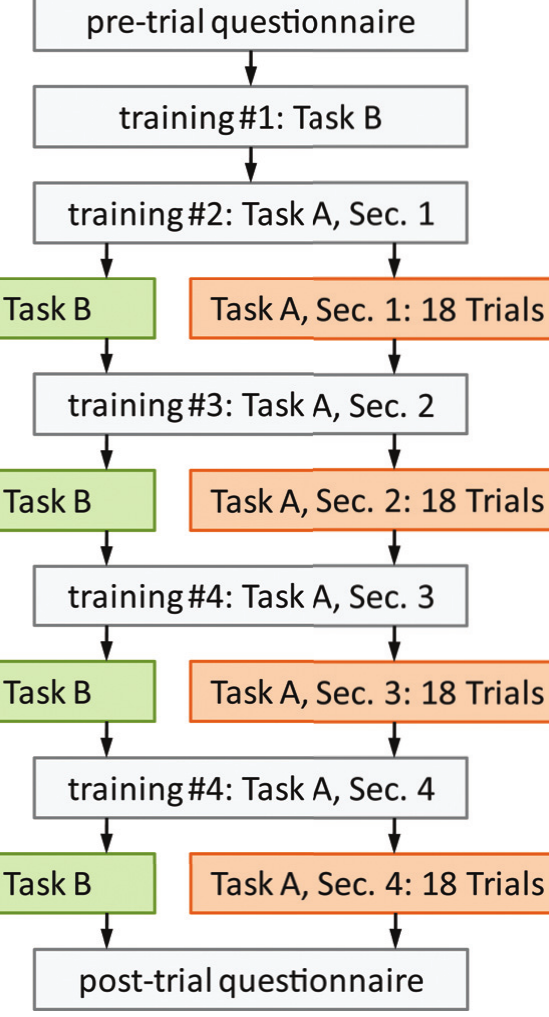 pre-trial questionnaire
training #1: Task B
training #2: Task A, Sec. 1
Task B
Task A, Sec. 1: 18 Trials
training #3: Task A, Sec. 2
Task B
Task A, Sec. 2: 18 Trials
training #4: Task A, Sec. 3
Task B
Task A, Sec. 3: 18 Trials
training #4: Task A, Sec. 4
Task B
Task A, Sec. 4: 18 Trials
post-trial questionnaire